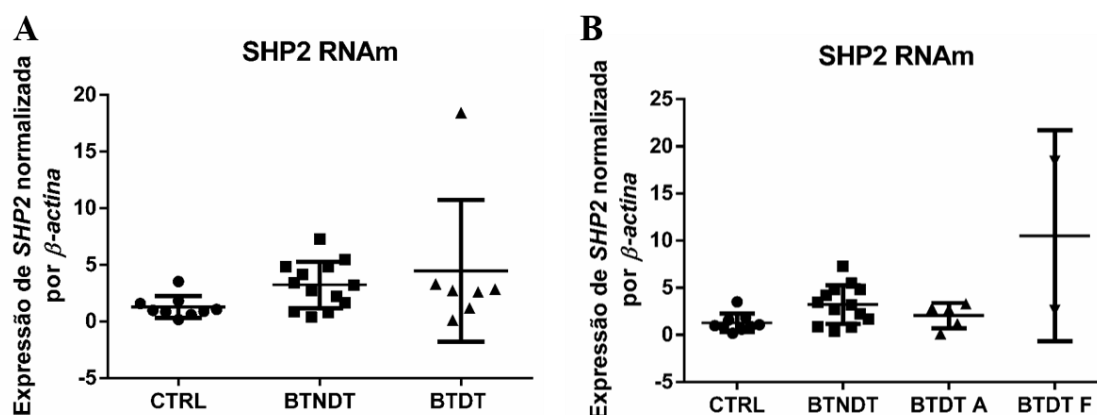 A
SHP2 RNAm
Expressão de SHP2 normalizada
por β-actina
20
15
10
5
0
-5
CTRL BTNDT BTDT
B
SHP2 RNAm
Expressão de SHP2 normalizada
por β-actina
25
20
15
10
5
0
-5
CTRL BTNDT BTDT A BTDT F